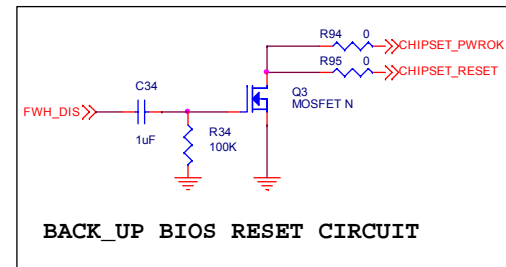 R94 0
CHIPSET_PWROK
R95 0
CHIPSET_RESET
C34
Q3
MOSFET N
FWH_DIS
1uF
R34
100K
BACK_UP BIOS RESET CIRCUIT